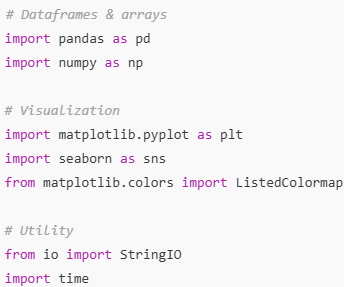 # Dataframes & arrays
import pandas as pd
import numpy as np
# Visualization
import matplotlib.pyplot as plt
import seaborn as sns
from matplotlib.colors import ListedColormap
# Utility
from io import StringIO
import time